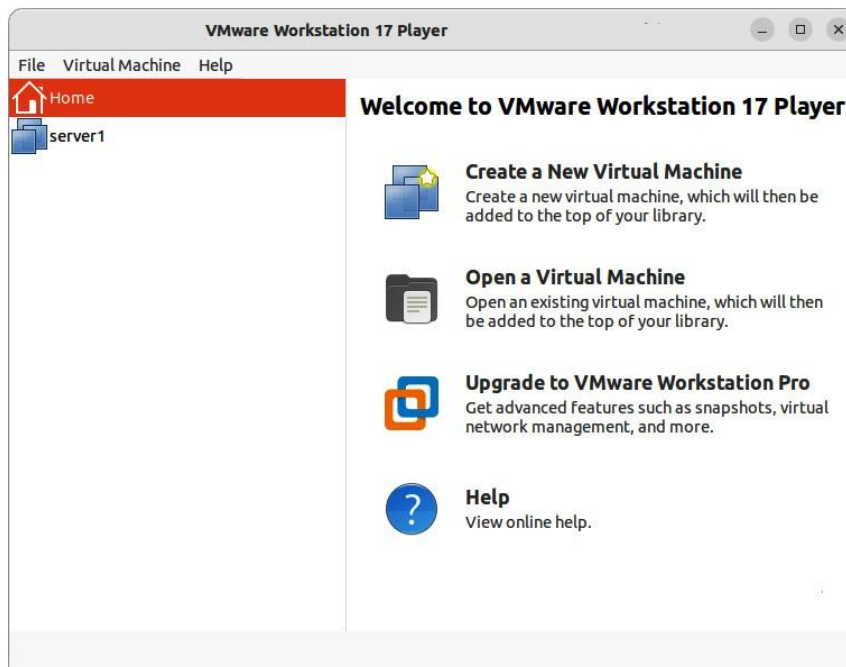 VMware Workstation 17 Player
File Virtual Machine Help
Home
server1
Welcome to VMware Workstation 17 Player
Create a New Virtual Machine
Create a new virtual machine, which will then be
added to the top of your library.
Open a Virtual Machine
Open an existing virtual machine, which will then
be added to the top of your library.
Upgrade to VMware Workstation Pro
Get advanced features such as snapshots, virtual
network management, and more.
Help
View online help.